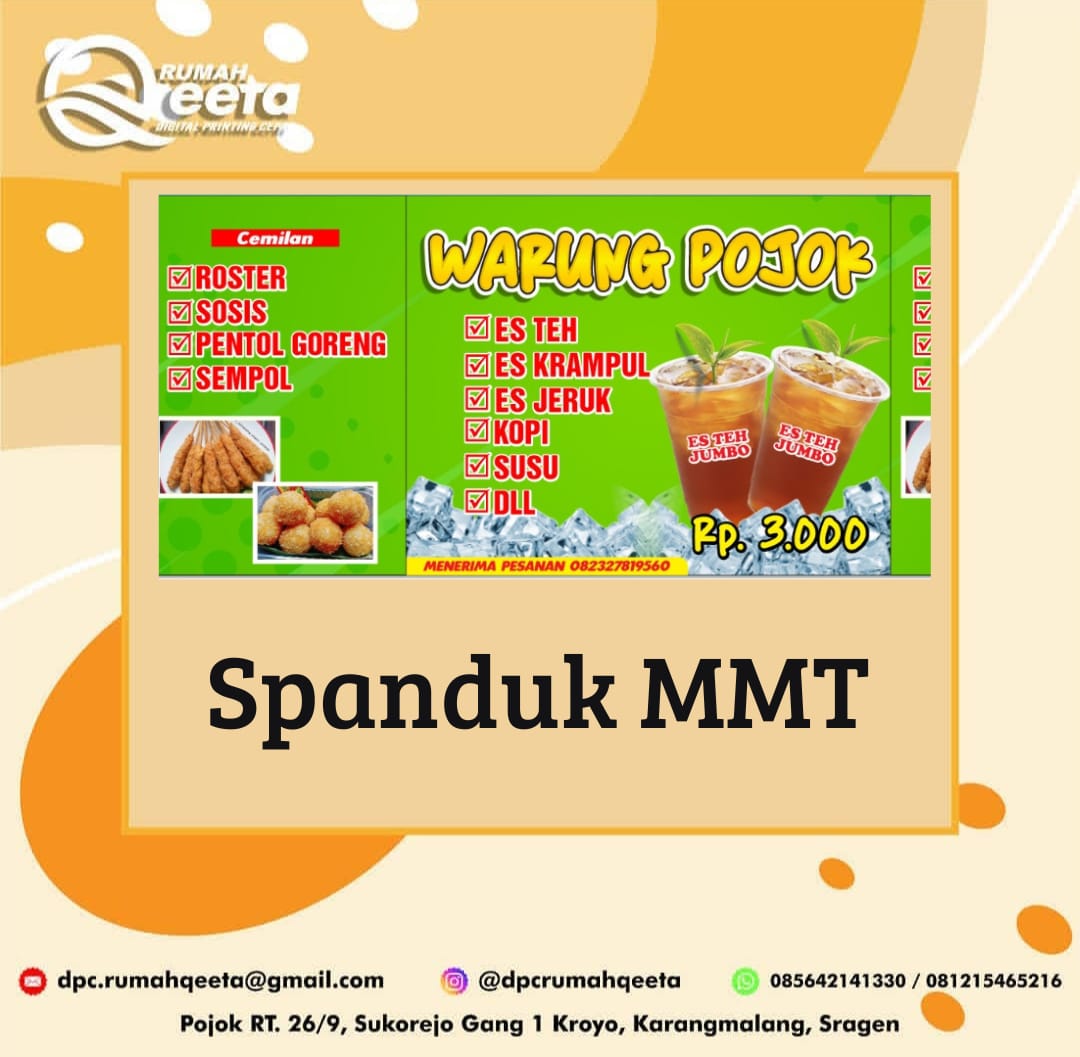 RUMAH
Qeeta
DIGITAL PRINTING
Cemilan
ROSTER
SOSIS
PENTOL GORENG
SEMPOL
WARUNG POJOK
ES TEH
ES KRAMPUL
ES JERUK
KOPI
SUSU
DLL
ES TEH
JUMBO
ES TEH
JUMBO
Rp. 3.000
MENERIMA PESANAN 082327819560
Spanduk MMT
dpc.rumahqeeta@gmail.com
@dpcrumahqeeta
085642141330 / 081215465216
Pojok RT. 26/9, Sukorejo Gang 1 Kroyo, Karangmalang, Sragen